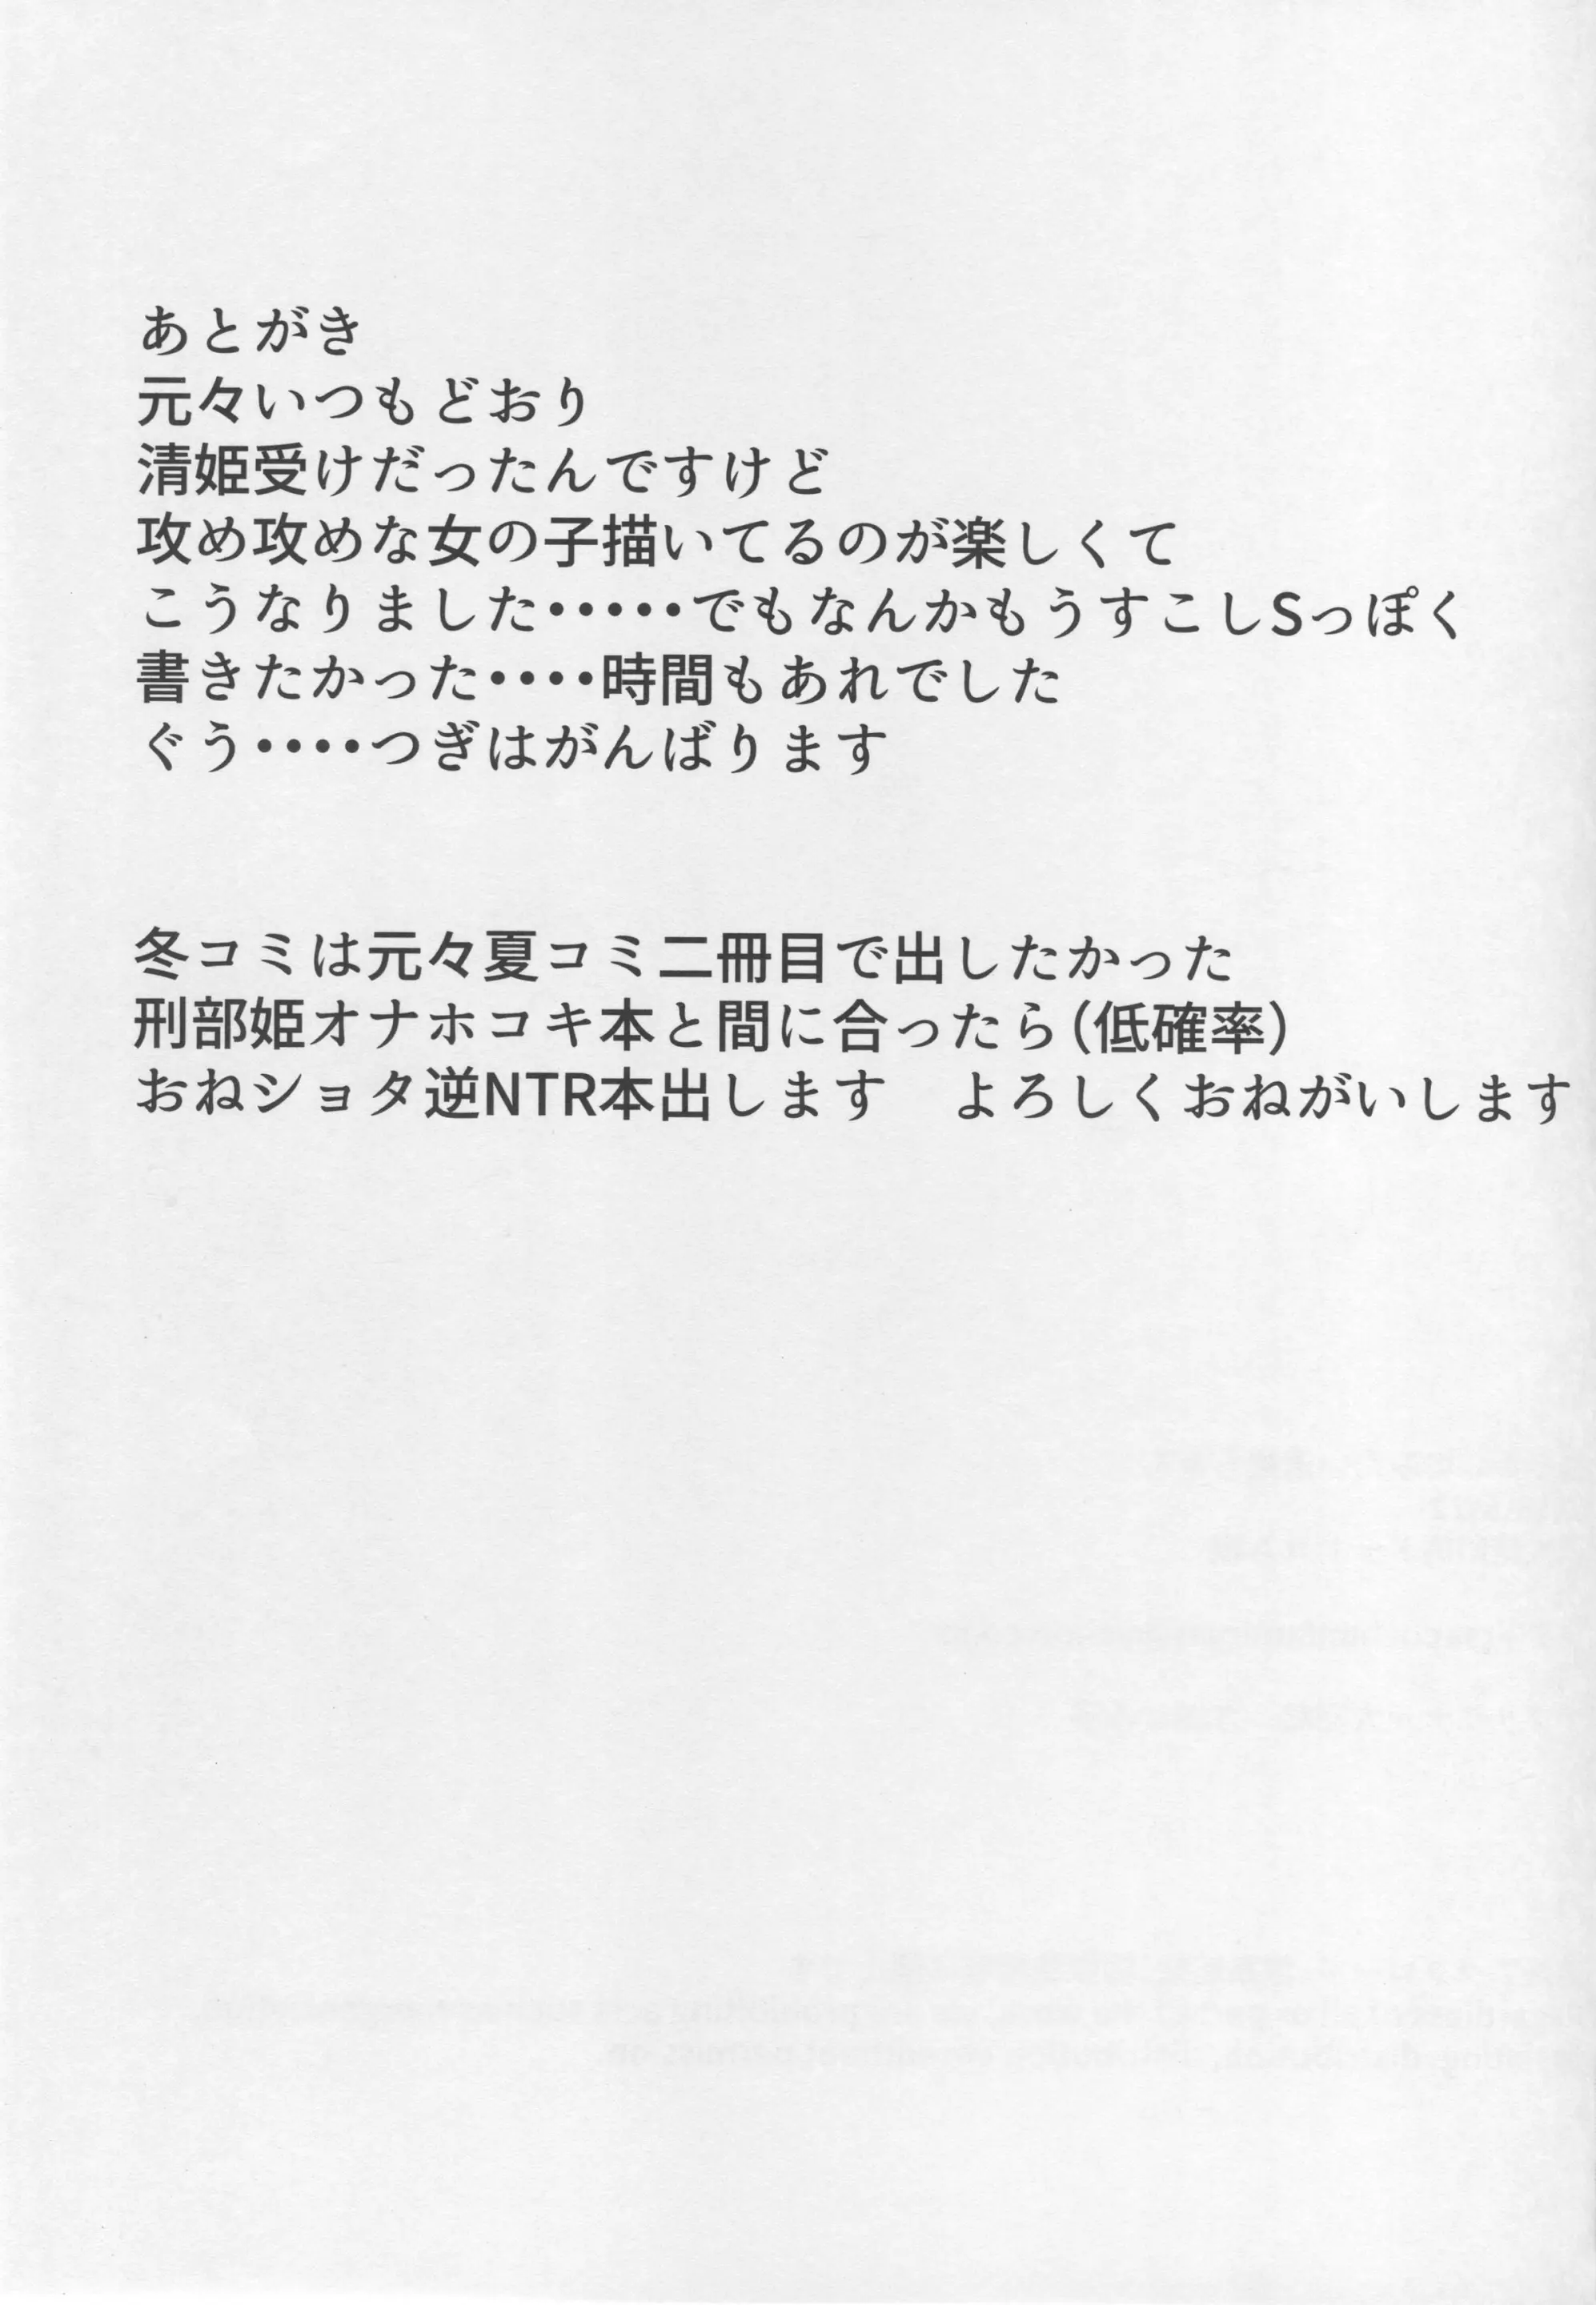 あとがき
元々いつもどおり
清姫受けだったんですけど
攻め攻めな女の子描いてるのが楽しくて
こうなりました・・・・・でもなんかもうすこしSっぽく
書きたかった・・・・時間もあれでした
ぐう・・・・つぎはがんばります
冬コミは元々夏コミ二冊目で出したかった
刑部姫オナホコキ本と間に合ったら(低確率)
おねショタ逆NTR本出します　よろしくおねがいします